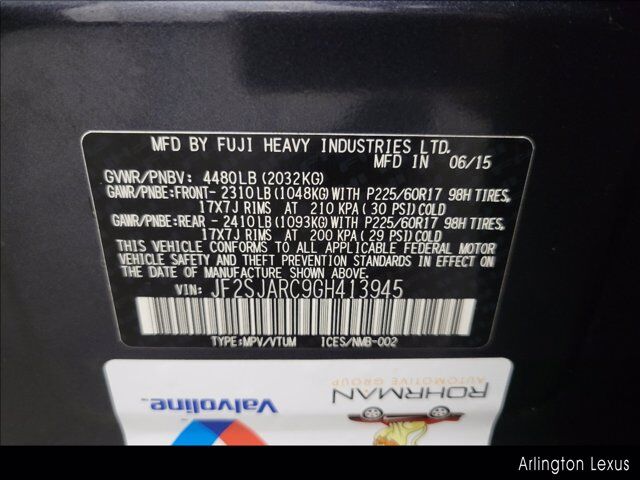 MFD BY FUJI HEAVY INDUSTRIES LTD.
MFD IN 06/15
GVWR/PNBV: 4480LB (2032KG)
GAWR/PNBE:FRONT- 2310LB (1048KG) WITH P225/60R17 98H TIRES,
17X7J RIMS AT 210 KPA ( 30 PSI) COLD
GAWR/PNBE:REAR - 2410LB (1093KG) WITH P225/60R17 98H TIRES,
17X7J RIMS AT 200 KPA ( 29 PSI) COLD
THIS VEHICLE CONFORMS TO ALL APPLICABLE FEDERAL MOTOR
VEHICLE SAFETY AND THEFT PREVENTION STANDARDS IN EFFECT ON
THE DATE OF MANUFACTURE SHOWN ABOVE.
VIN: JF2SJARC9GH413945
TYPE:MPV/VTUM ICES/NMB-002
ROHRMAN
AUTOMOTIVE GROUP
Valvoline™
Arlington Lexus